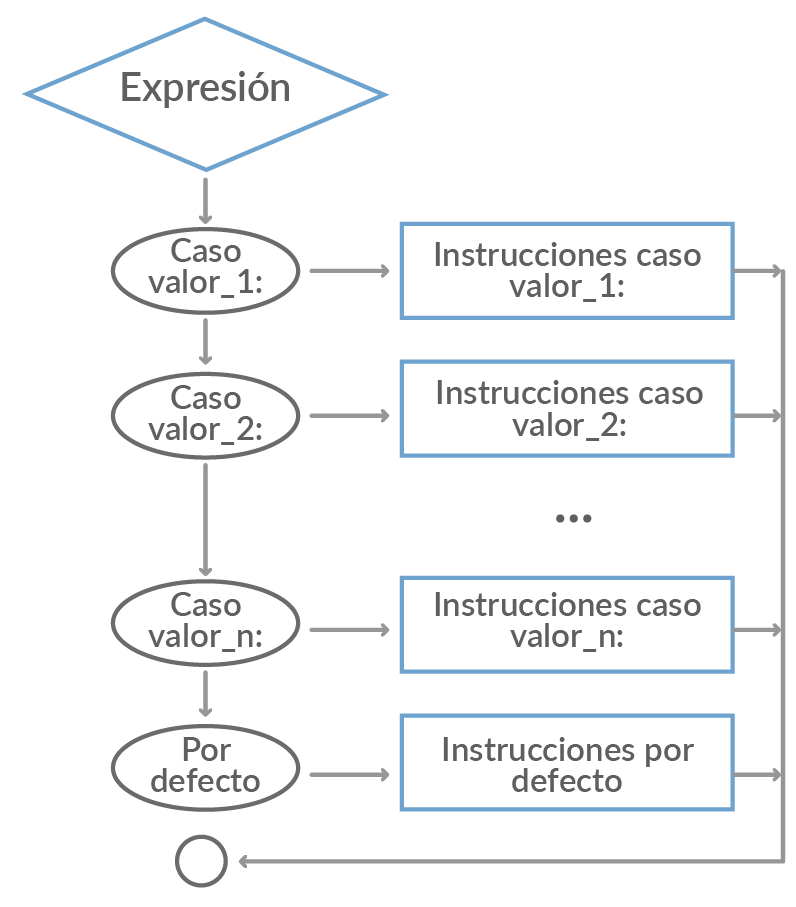 Expresión
Caso
valor_1:
Instrucciones caso
valor_1:
Caso
valor_2:
Instrucciones caso
valor_2:
...
Caso
valor_n:
Instrucciones caso
valor_n:
Por
defecto
Instrucciones por
defecto